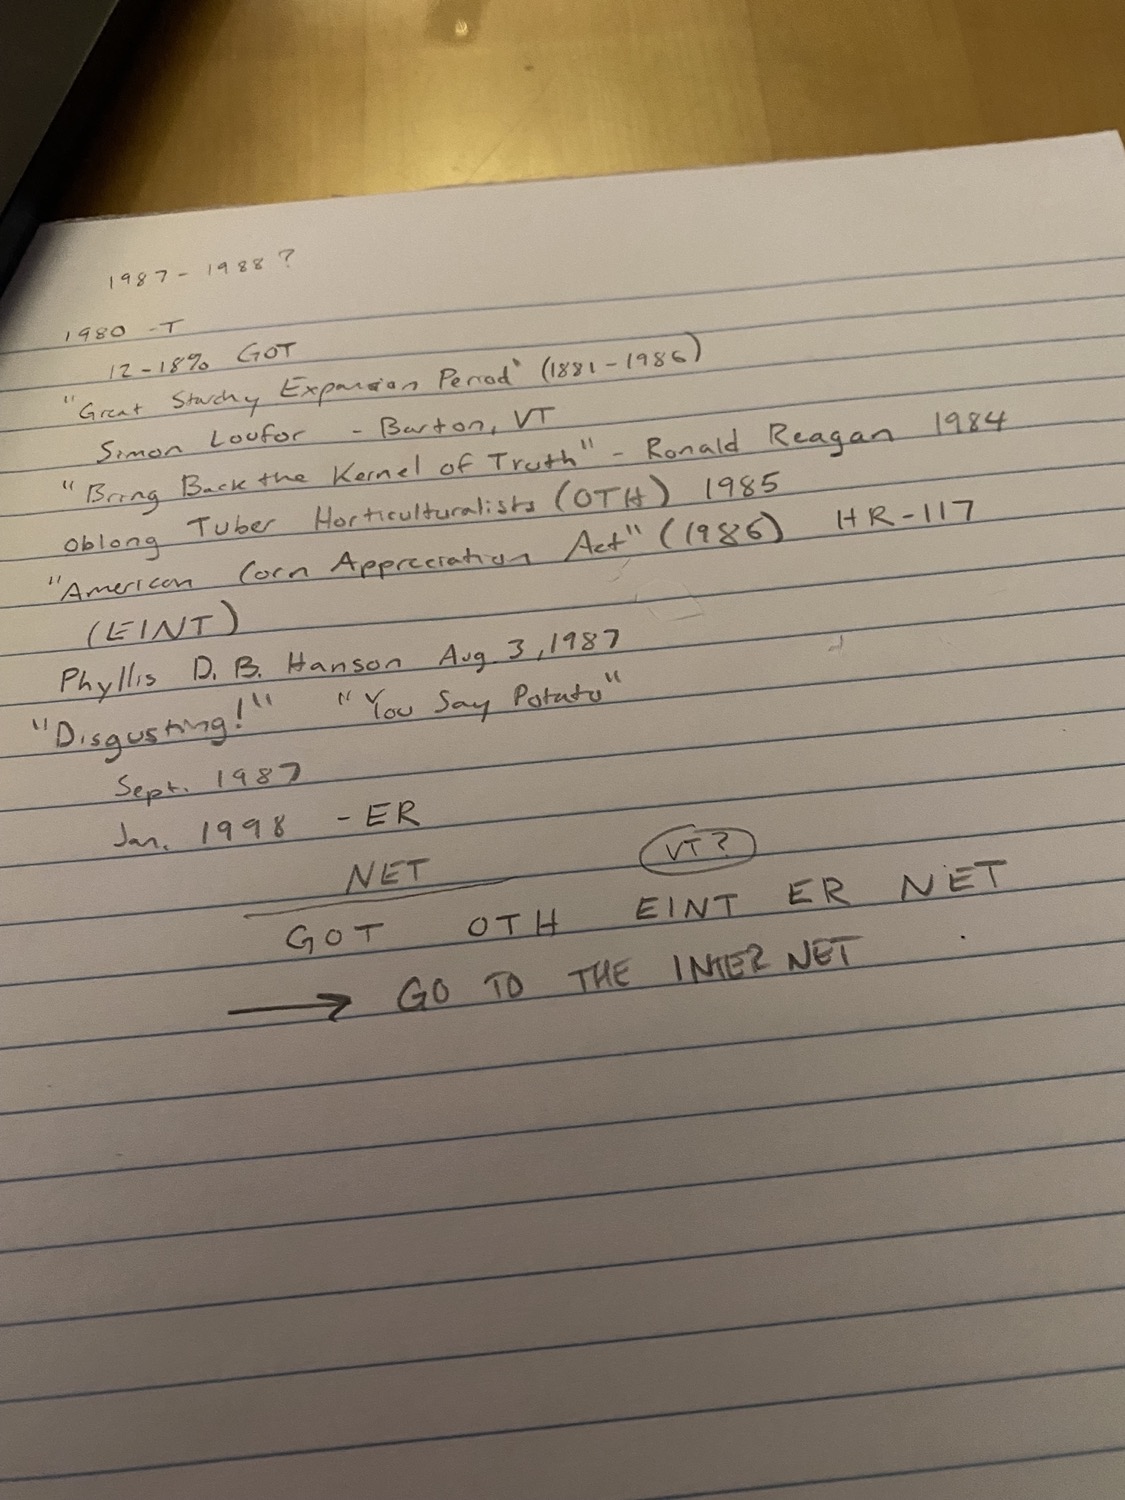 1987 - 1988 ?
1980 - T
12-18% GOT
"Great Starchy Expansion Period" (1881-1986)
Simon Loufor - Barton, VT
"Bring Back the Kernel of Truth" - Ronald Reagan 1984
Oblong Tuber Horticulturalists (OTH) 1985
"American Corn Appreciation Act" (1986) HR-117
(EINT)
Phyllis D. B. Hanson Aug 3, 1987
"Disgusting!" "You Say Potato"
Sept. 1987
Jan. 1998 - ER
NET
VT?
GOT OTH EINT ER NET
→ GO TO THE INTERNET